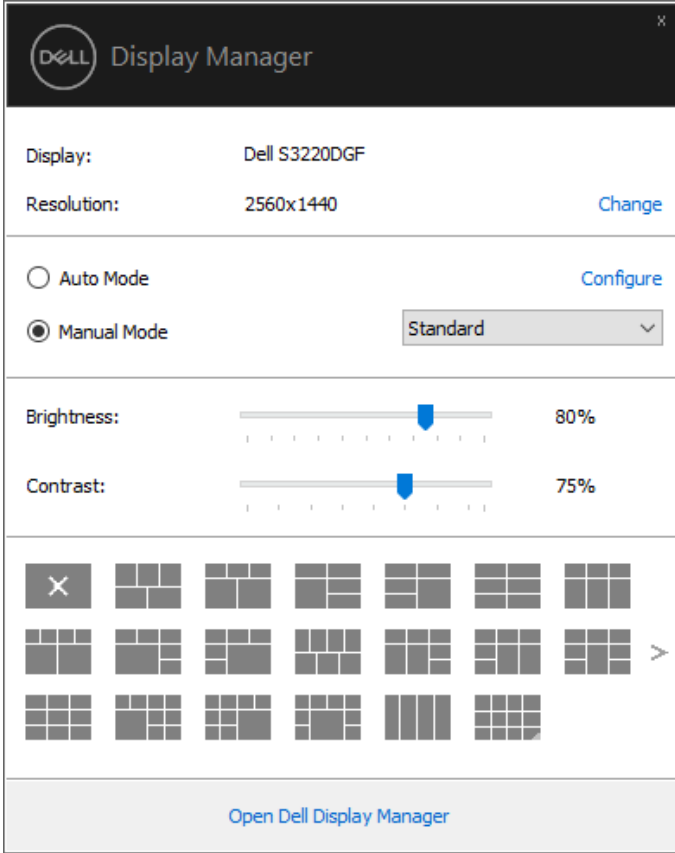 x
DELL Display Manager
Display: Dell S3220DGF
Resolution: 2560x1440 Change
Auto Mode Configure
Manual Mode Standard
Brightness: 80%
Contrast: 75%
>
Open Dell Display Manager